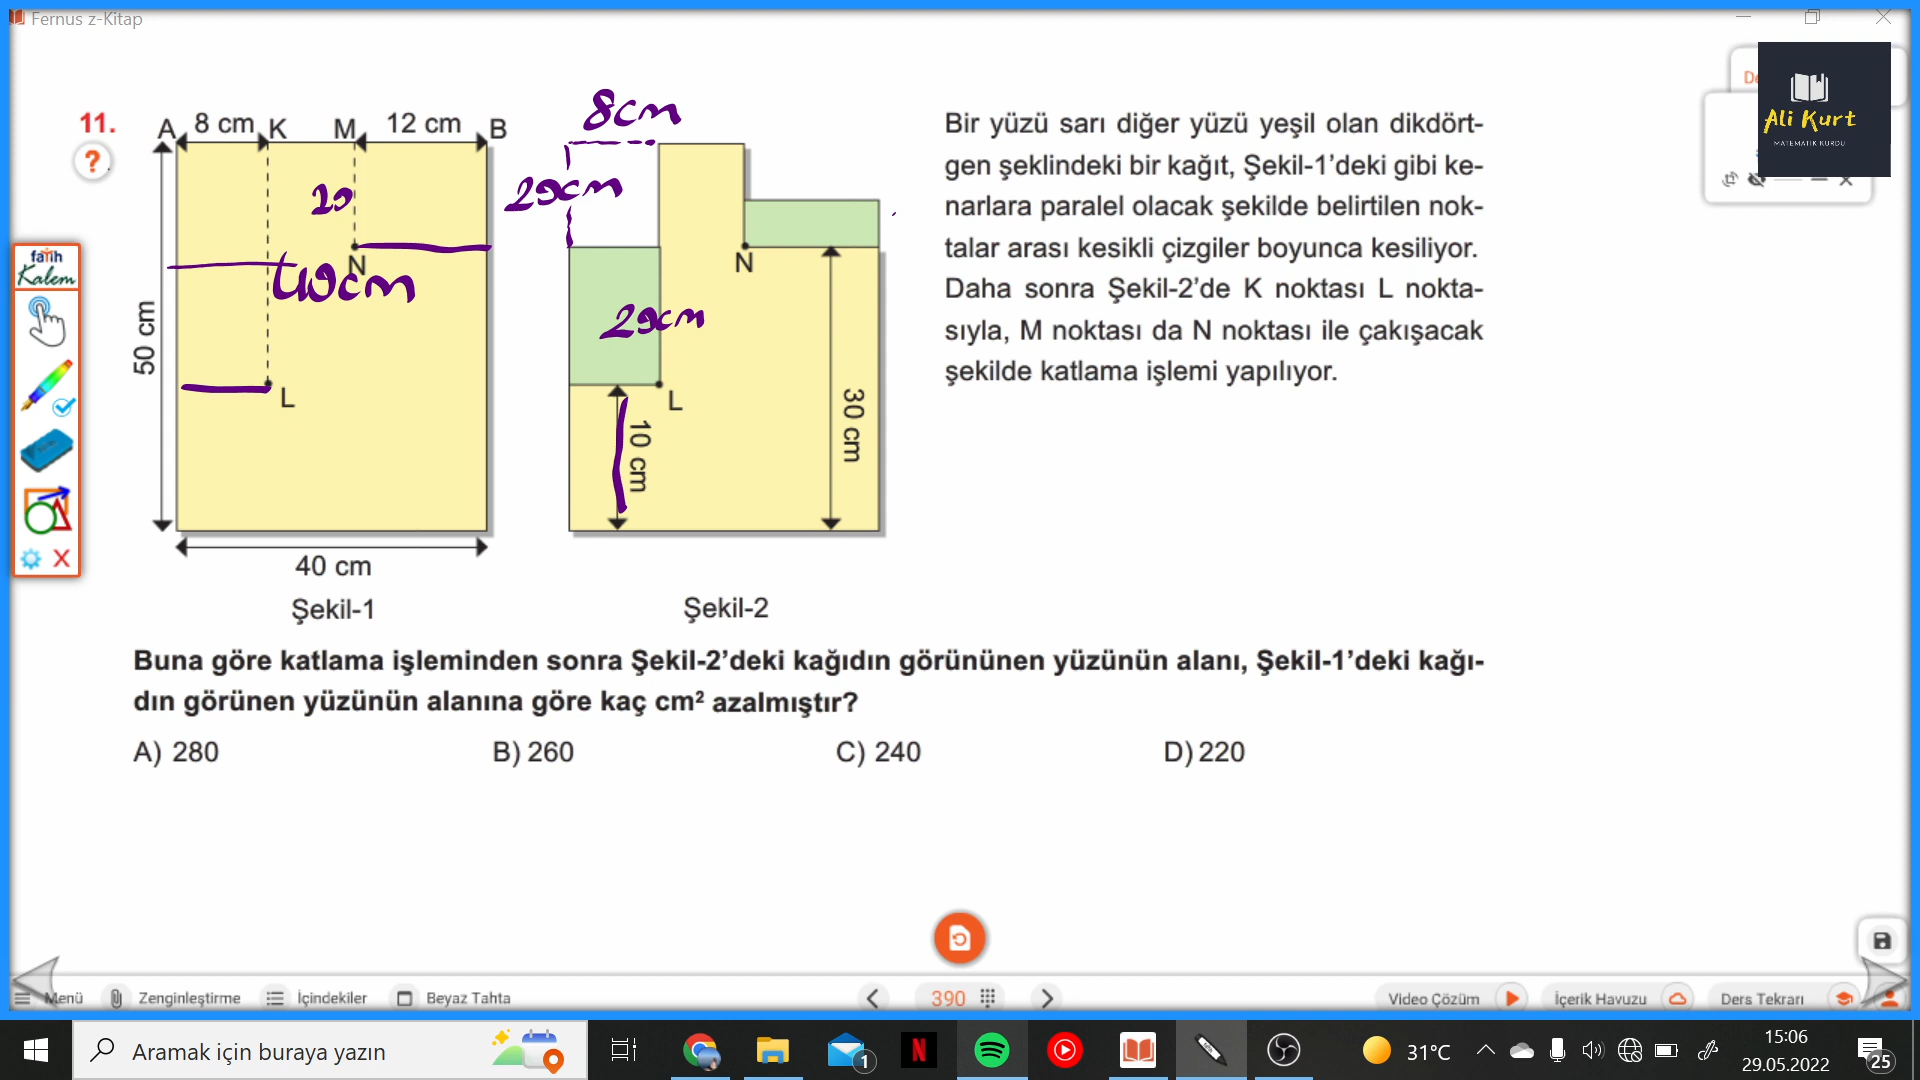 Fernus z-Kitap
Ali Kurt
MATEMATIK KURDU
11.
?
A 8 cm K M 12 cm B
20
N
40cm
50 cm
L
40 cm
Şekil-1
8cm
20cm
N
20cm
L
10 cm
30 cm
Şekil-2
Bir yüzü sarı diğer yüzü yeşil olan dikdört-
gen şeklindeki bir kağıt, Şekil-1'deki gibi ke-
narlara paralel olacak şekilde belirtilen nok-
talar arası kesikli çizgiler boyunca kesiliyor.
Daha sonra Şekil-2'de K noktası L nokta-
sıyla, M noktası da N noktası ile çakışacak
şekilde katlama işlemi yapılıyor.
fatih
Kalem
Buna göre katlama işleminden sonra Şekil-2'deki kağıdın görününen yüzünün alanı, Şekil-1'deki kağı-
dın görünen yüzünün alanına göre kaç cm² azalmıştır?
A) 280 B) 260 C) 240 D) 220
Menü Zenginleştirme İçindekiler Beyaz Tahta 390 Video Çözüm İçerik Havuzu Ders Tekrarı
Aramak için buraya yazın
1
N
31°C
15:06
29.05.2022
25